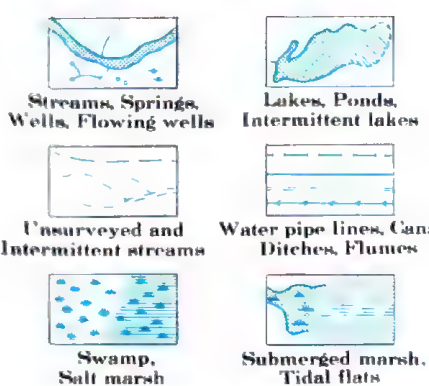 Streams, Springs,
Wells, Flowing wells
Lakes, Ponds,
Intermittent lakes
Unsurveyed and
Intermittent streams
Water pipe lines, Cana
Ditches, Flumes
Swamp,
Salt marsh
Submerged marsh,
Tidal flats